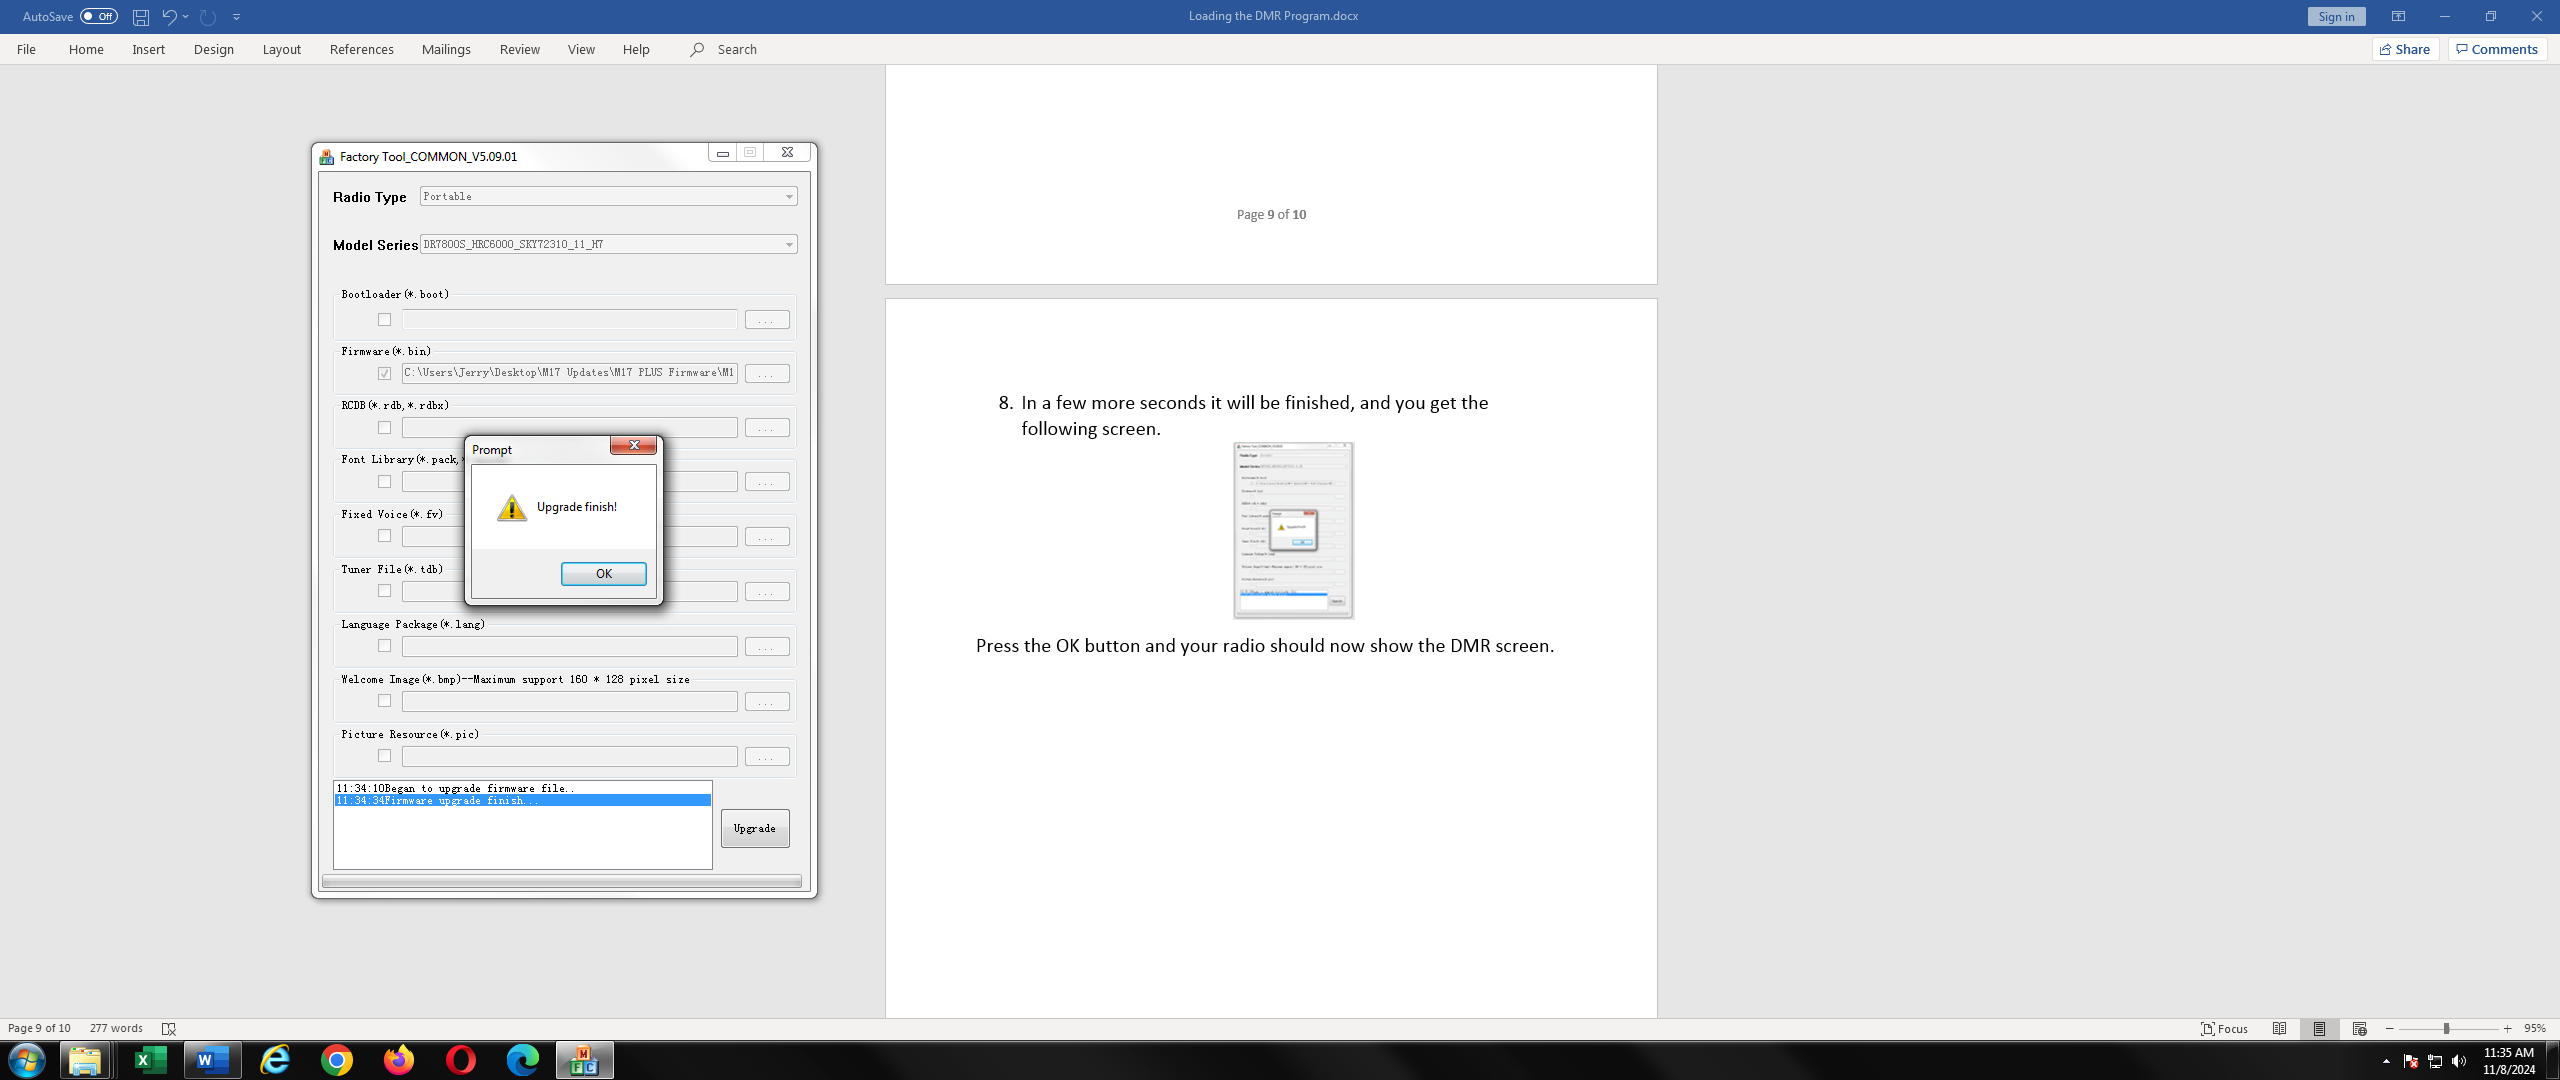 AutoSave Off
Loading the DMR Program.docx
Sign in
File Home Insert Design Layout References Mailings Review View Help Search
Share Comments
Page 9 of 10
8. In a few more seconds it will be finished, and you get the
following screen.
Press the OK button and your radio should now show the DMR screen.
Factory Tool_COMMON_V5.09.01
Radio Type Portable
Model Series DR7800S_HRC6000_SKY72310_11_H7
Bootloader(*.boot)
...
Firmware(*.bin)
C:\Users\Jerry\Desktop\M17 Updates\M17 PLUS Firmware\M1 ...
RCDB(*.rdb,*.rdbx)
...
Font Library(*.pack,*
...
Fixed Voice(*.fv)
...
Tuner File(*.tdb)
...
Language Package(*.lang)
...
Welcome Image(*.bmp)--Maximum support 160 * 128 pixel size
...
Picture Resource(*.pic)
...
11:34:10Began to upgrade firmware file..
11:34:34Firmware upgrade finish...
Upgrade
Prompt
Upgrade finish!
OK
Page 9 of 10 277 words
Focus
95%
11:35 AM
11/8/2024